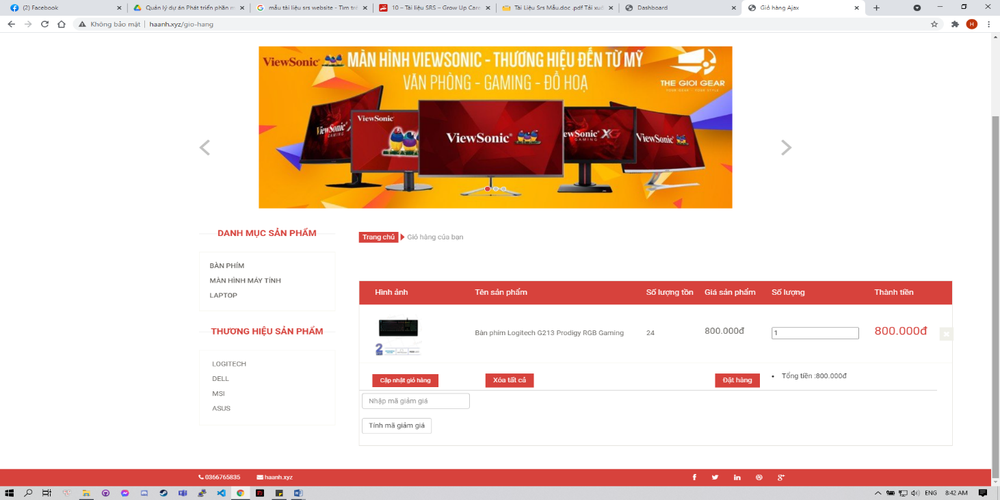 (2) Facebook
Quản lý dự án Phát triển phần m
mẫu tài liệu srs website - Tìm trê
10 – Tài liệu SRS – Grow Up Care
Tài Liệu Srs Mẫu.doc .pdf Tải xuố
Dashboard
Giỏ hàng Ajax
Không bảo mật | haanh.xyz/gio-hang
H
ViewSonic
MÀN HÌNH VIEWSONIC - THƯƠNG HIỆU ĐẾN TỪ MỸ
VĂN PHÒNG - GAMING - ĐỒ HOẠ
THE GIOI GEAR
YOUR GEAR - YOUR STYLE
ViewSonic
GAMING
ViewSonic
ViewSonic
ViewSonic XG
GAMING
ViewSonic
DANH MỤC SẢN PHẨM
BÀN PHÍM
MÀN HÌNH MÁY TÍNH
LAPTOP
THƯƠNG HIỆU SẢN PHẨM
LOGITECH
DELL
MSI
ASUS
Trang chủ Giỏ hàng của bạn
Hình ảnh Tên sản phẩm Số lượng tồn Giá sản phẩm Số lượng Thành tiền
2
Bàn phím Logitech G213 Prodigy RGB Gaming 24 800.000đ 1 800.000đ
Cập nhật giỏ hàng Xóa tất cả Đặt hàng • Tổng tiền :800.000đ
Nhập mã giảm giá
Tính mã giảm giá
0366765835 haanh.xyz
ENG 8:42 AM